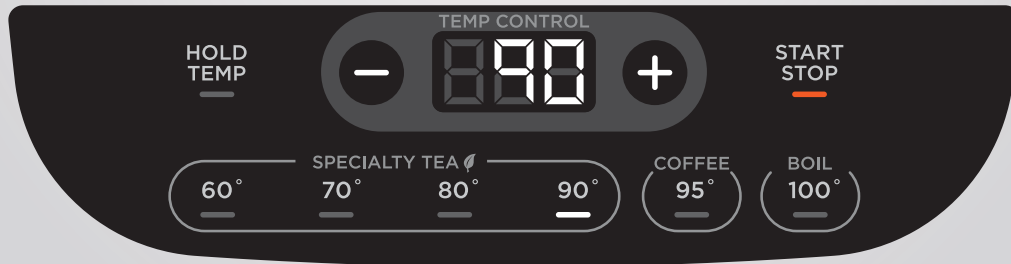 TEMP CONTROL
HOLD
TEMP
−
90
+
START
STOP
SPECIALTY TEA
60°
70°
80°
90°
COFFEE
95°
BOIL
100°